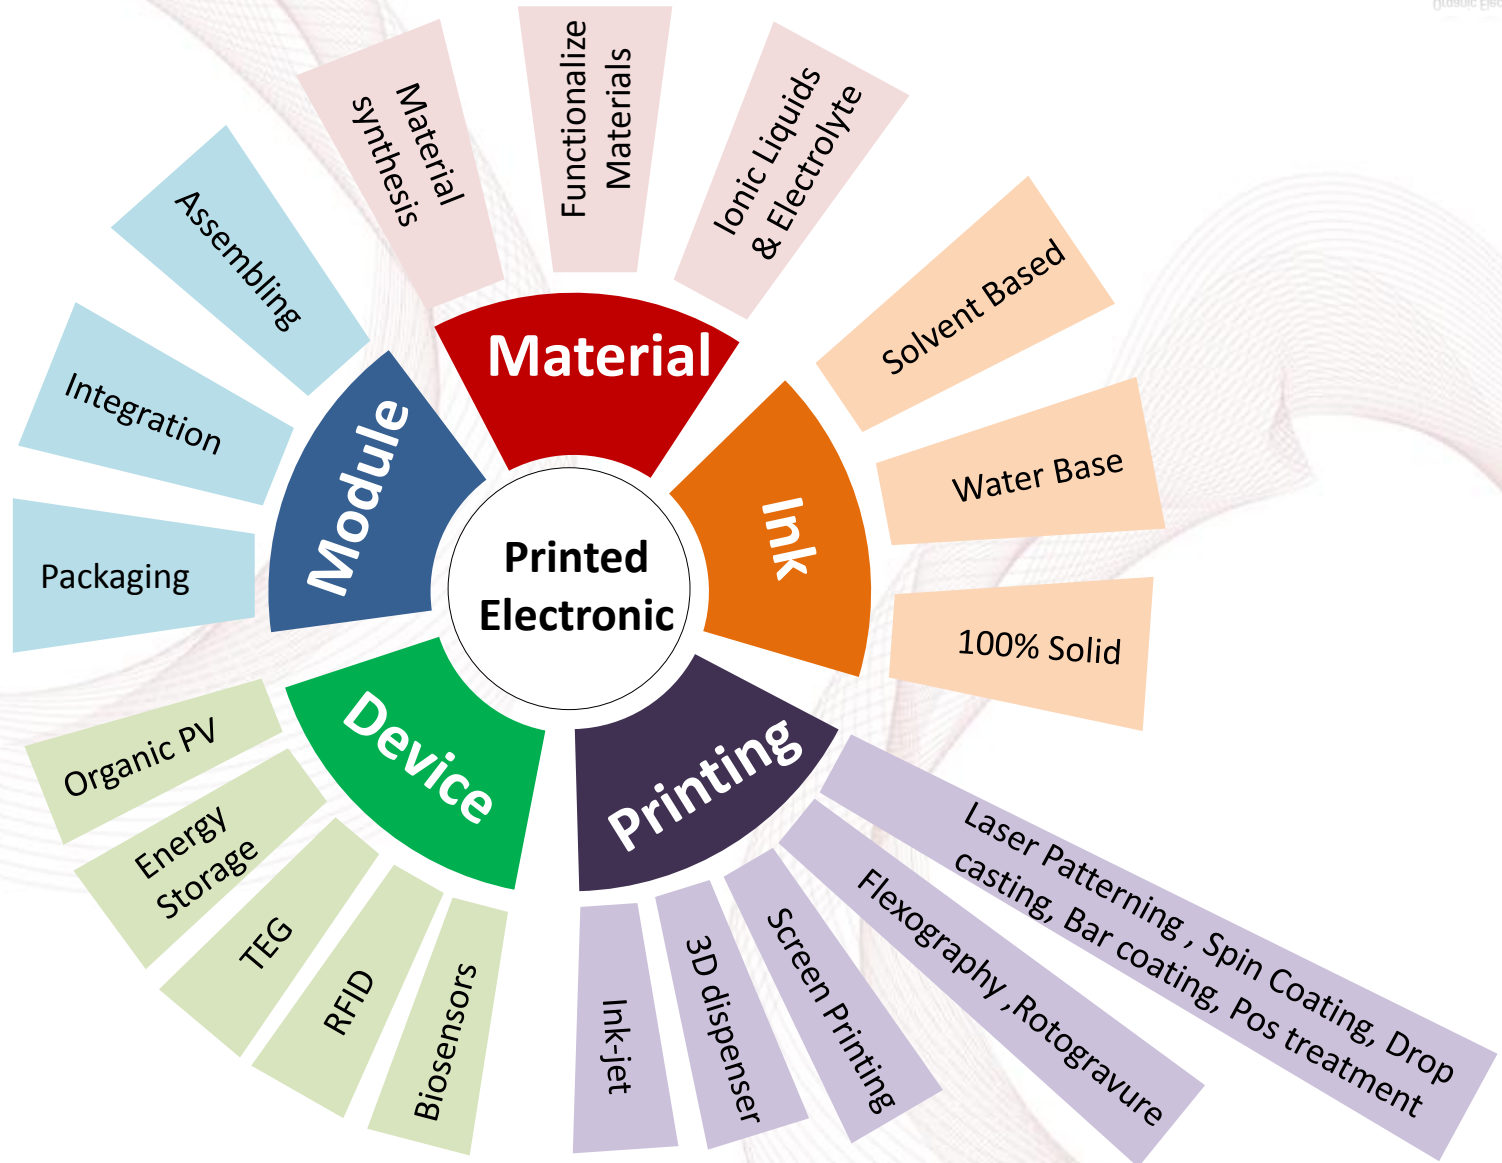 Printed
Electronic
Material
Material
synthesis
Functionalize
Materials
Ionic Liquids
& Electrolyte
Ink
Solvent Based
Water Base
100% Solid
Printing
Laser Patterning , Spin Coating, Drop
casting, Bar coating, Pos treatment
Flexography ,Rotogravure
Screen Printing
3D dispenser
Ink-jet
Device
Biosensors
RFID
TEG
Energy
Storage
Organic PV
Module
Packaging
Integration
Assembling